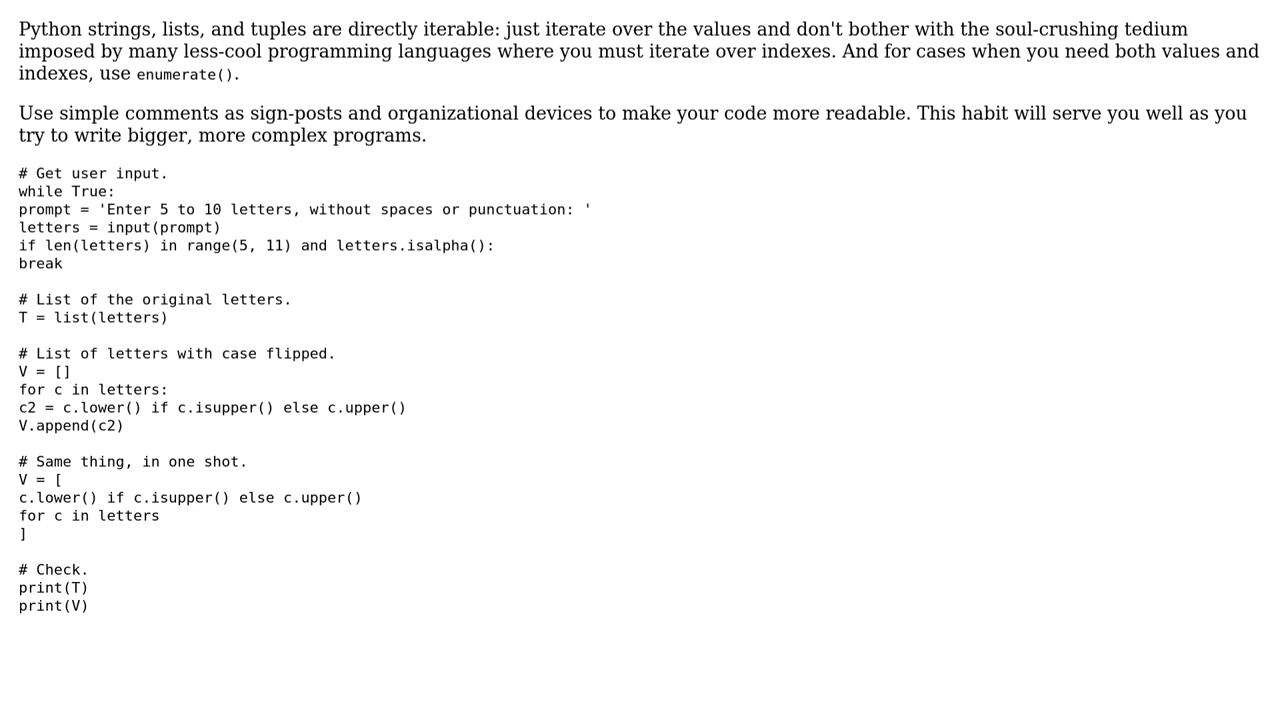 Python strings, lists, and tuples are directly iterable: just iterate over the values and don't bother with the soul-crushing tedium
imposed by many less-cool programming languages where you must iterate over indexes. And for cases when you need both values and
indexes, use enumerate().
Use simple comments as sign-posts and organizational devices to make your code more readable. This habit will serve you well as you
try to write bigger, more complex programs.
# Get user input.
while True:
prompt = 'Enter 5 to 10 letters, without spaces or punctuation: '
letters = input(prompt)
if len(letters) in range(5, 11) and letters.isalpha():
break
# List of the original letters.
T = list(letters)
# List of letters with case flipped.
V = []
for c in letters:
c2 = c.lower() if c.isupper() else c.upper()
V.append(c2)
# Same thing, in one shot.
V = [
c.lower() if c.isupper() else c.upper()
for c in letters
]
# Check.
print(T)
print(V)